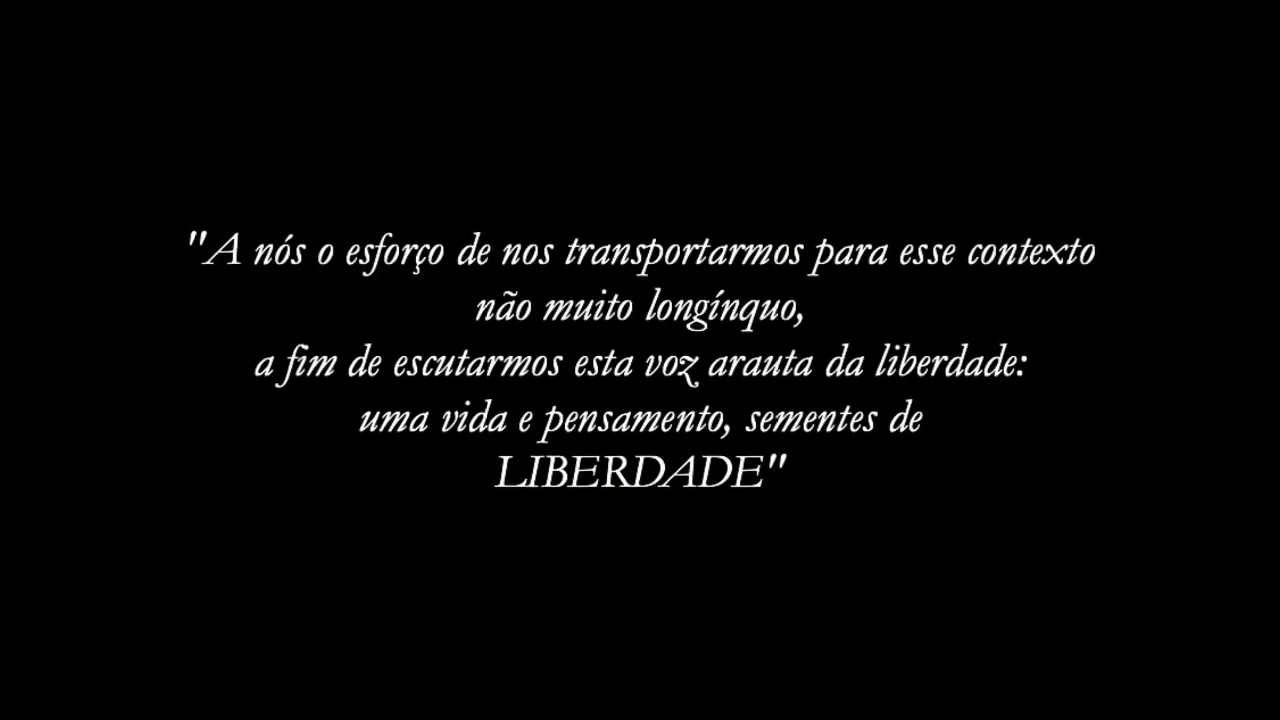 "A nós o esforço de nos transportarmos para esse contexto
não muito longínquo,
a fim de escutarmos esta voz arauta da liberdade:
uma vida e pensamento, sementes de
LIBERDADE"